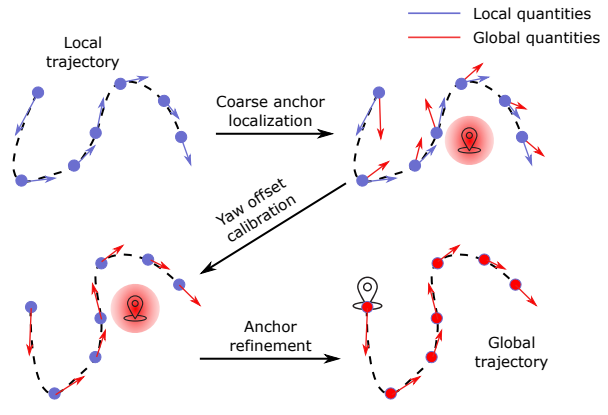 Local quantities
Global quantities
Local
trajectory
Coarse anchor
localization
Yaw offset
calibration
Anchor
refinement
Global
trajectory